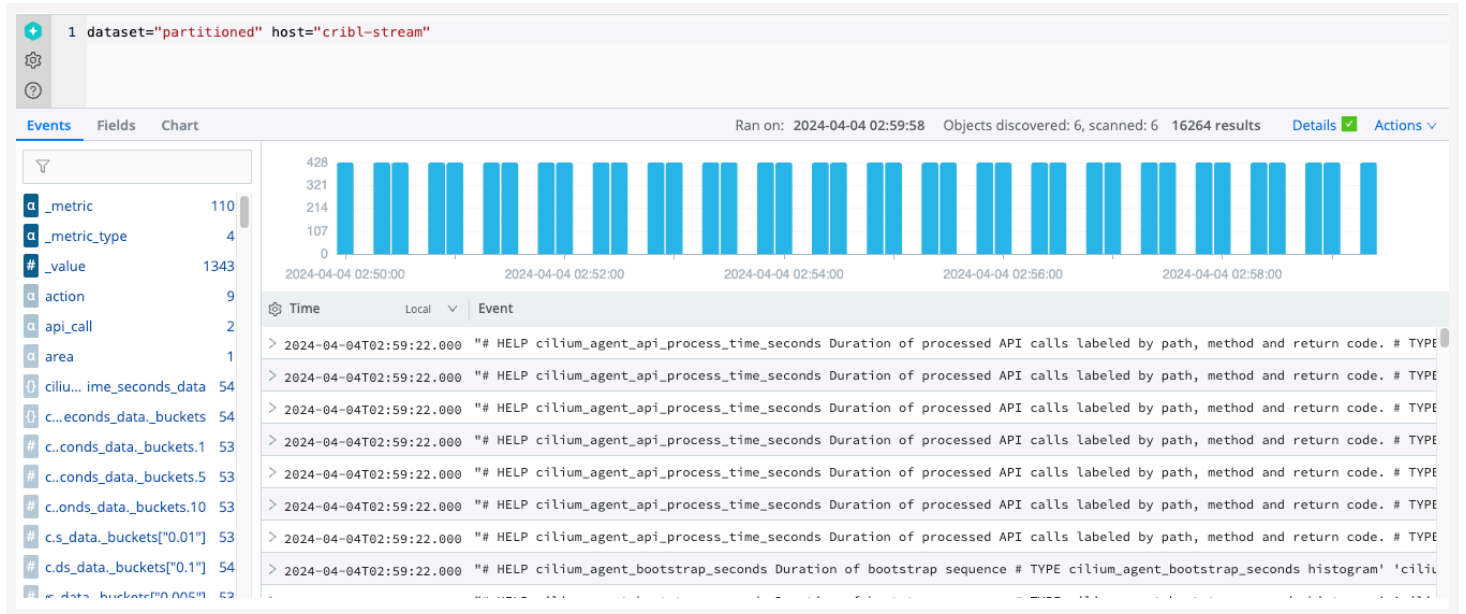 1 dataset="partitioned" host="cribl-stream"
Events Fields Chart
Ran on: 2024-04-04 02:59:58 Objects discovered: 6, scanned: 6 16264 results Details Actions
α _metric 110
α _metric_type 4
# _value 1343
α action 9
α api_call 2
α area 1
{} ciliu... ime_seconds_data 54
{} c...econds_data._buckets 54
# c..conds_data._buckets.1 53
# c..conds_data._buckets.5 53
# c..onds_data._buckets.10 53
# c.s_data._buckets["0.01"] 53
# c.ds_data._buckets["0.1"] 54
428
321
214
107
0
2024-04-04 02:50:00 2024-04-04 02:52:00 2024-04-04 02:54:00 2024-04-04 02:56:00 2024-04-04 02:58:00
Time Local Event
2024-04-04T02:59:22.000 "# HELP cilium_agent_api_process_time_seconds Duration of processed API calls labeled by path, method and return code. # TYPE
2024-04-04T02:59:22.000 "# HELP cilium_agent_api_process_time_seconds Duration of processed API calls labeled by path, method and return code. # TYPE
2024-04-04T02:59:22.000 "# HELP cilium_agent_api_process_time_seconds Duration of processed API calls labeled by path, method and return code. # TYPE
2024-04-04T02:59:22.000 "# HELP cilium_agent_api_process_time_seconds Duration of processed API calls labeled by path, method and return code. # TYPE
2024-04-04T02:59:22.000 "# HELP cilium_agent_api_process_time_seconds Duration of processed API calls labeled by path, method and return code. # TYPE
2024-04-04T02:59:22.000 "# HELP cilium_agent_api_process_time_seconds Duration of processed API calls labeled by path, method and return code. # TYPE
2024-04-04T02:59:22.000 "# HELP cilium_agent_api_process_time_seconds Duration of processed API calls labeled by path, method and return code. # TYPE
2024-04-04T02:59:22.000 "# HELP cilium_agent_bootstrap_seconds Duration of bootstrap sequence # TYPE cilium_agent_bootstrap_seconds histogram' 'ciliu